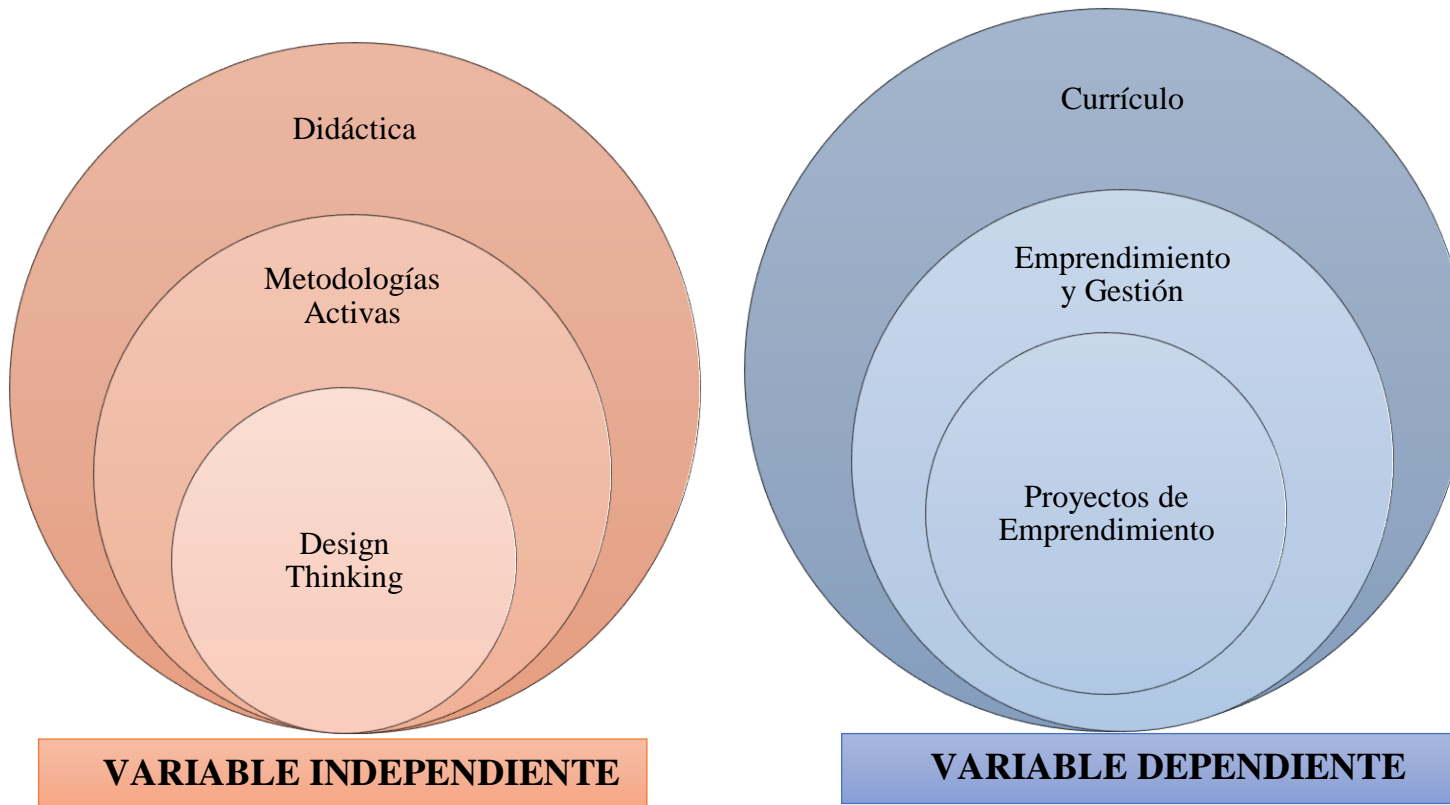 Didáctica
Metodologías
Activas
Design
Thinking
VARIABLE INDEPENDIENTE
Currículo
Emprendimiento
y Gestión
Proyectos de
Emprendimiento
VARIABLE DEPENDIENTE